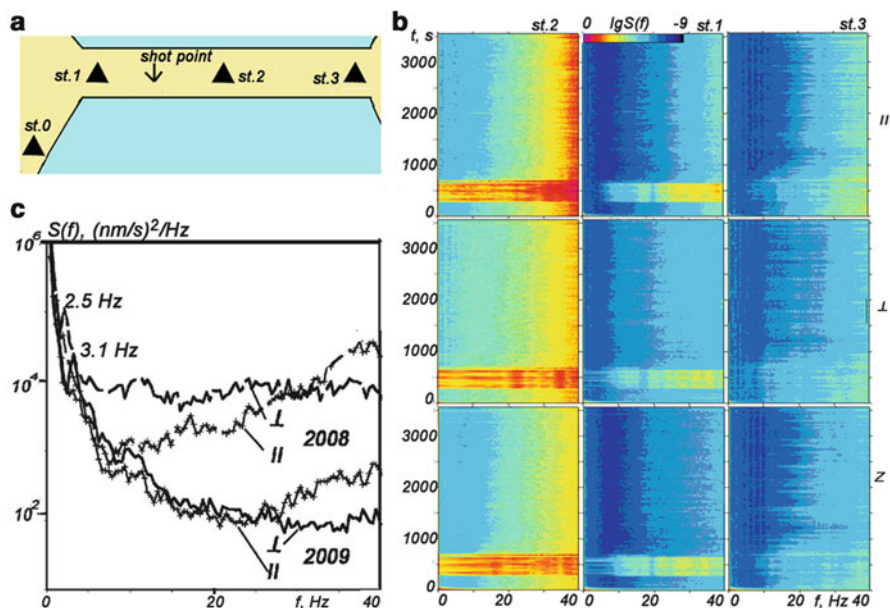 a
shot point
st.1
st.2
st.3
st.0
b
st.2
0 lgS(f) -9
st.1
st.3
t, s
3000
2000
1000
0
||
3000
2000
1000
0
⊥
3000
2000
1000
0
Z
0 20 40
0 20 40
0 20 f, Hz 40
c
S(f), (nm/s)²/Hz
10⁶
2.5 Hz
3.1 Hz
10⁴
⊥
|| 2008
10²
⊥
|| 2009
0 20 f, Hz 40